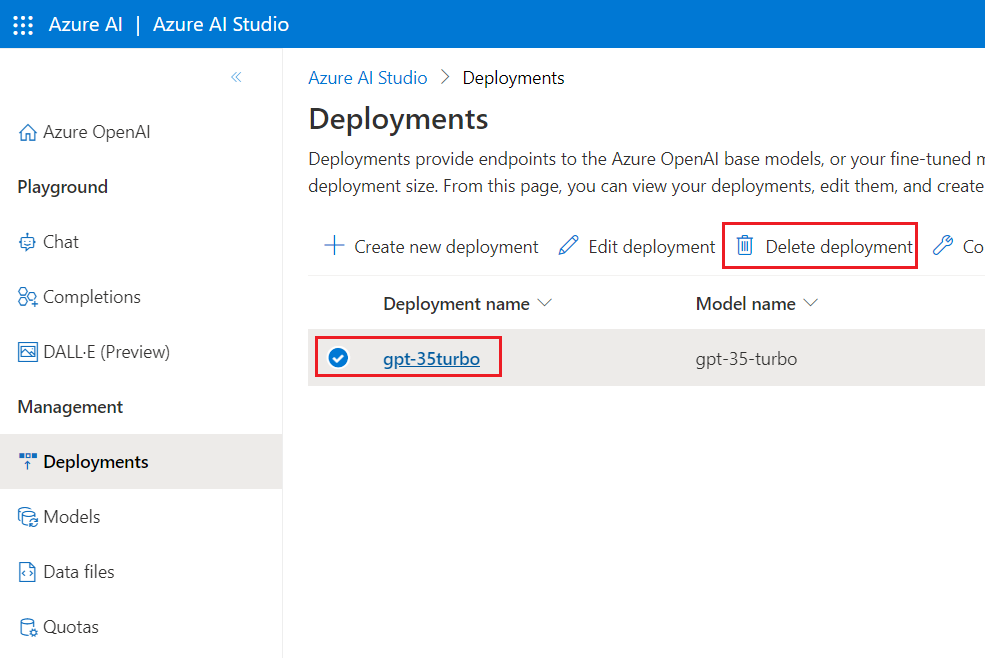 Azure AI | Azure AI Studio
Azure AI Studio > Deployments
Azure OpenAI
Playground
Chat
Completions
DALL·E (Preview)
Management
Deployments
Models
Data files
Quotas
Deployments
Deployments provide endpoints to the Azure OpenAI base models, or your fine-tuned
deployment size. From this page, you can view your deployments, edit them, and create
Create new deployment Edit deployment Delete deployment Co
Deployment name Model name
gpt-35turbo gpt-35-turbo